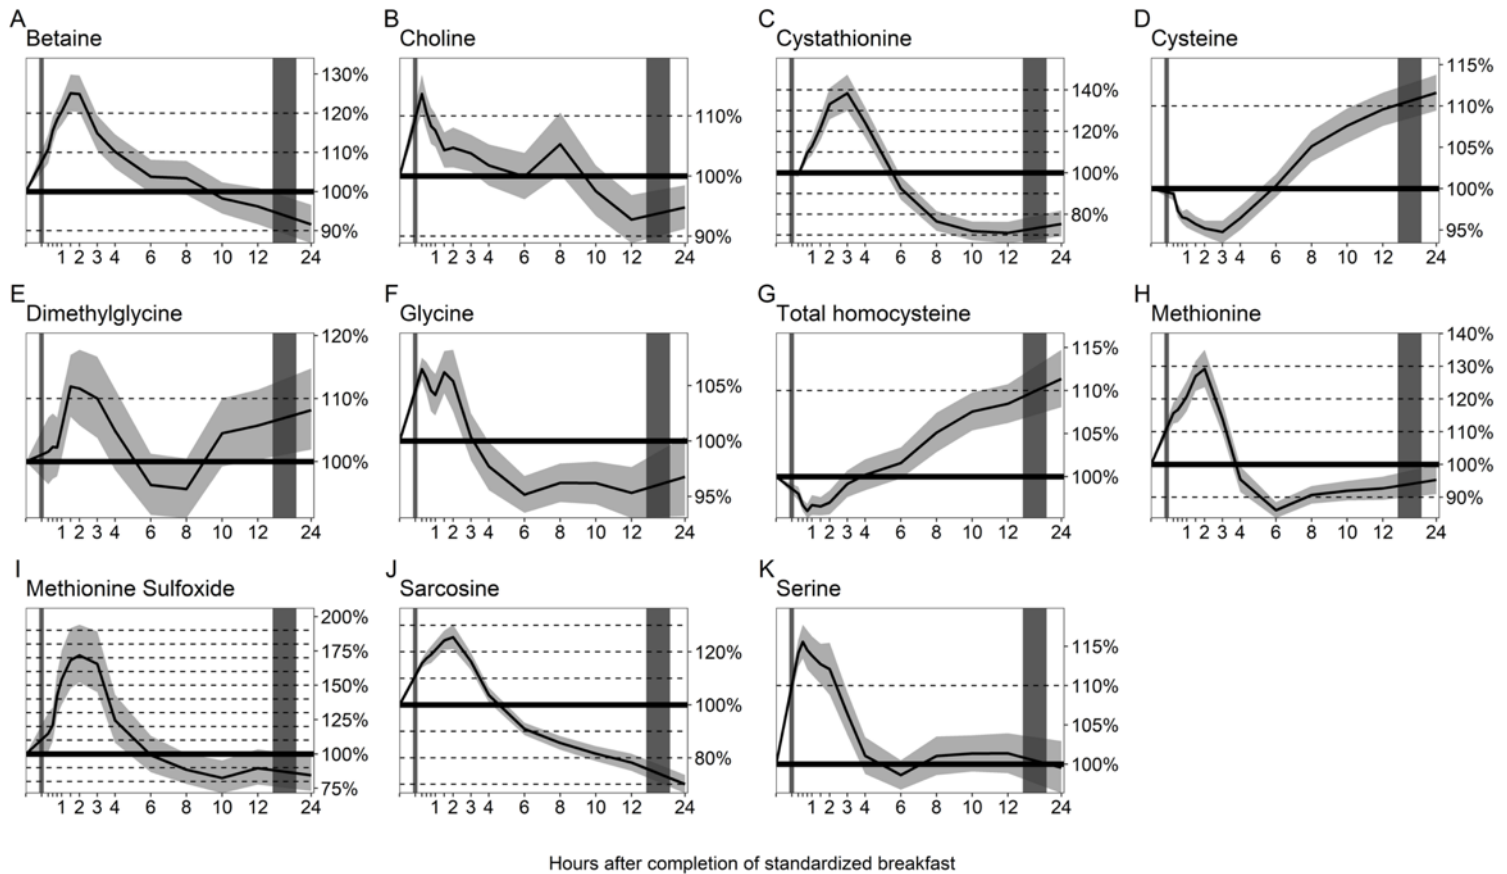 A
Betaine
130%
120%
110%
100%
90%
1 2 3 4 6 8 10 12 24
B
Choline
110%
100%
90%
1 2 3 4 6 8 10 12 24
C
Cystathionine
140%
120%
100%
80%
1 2 3 4 6 8 10 12 24
D
Cysteine
115%
110%
105%
100%
95%
1 2 3 4 6 8 10 12 24
E
Dimethylglycine
120%
110%
100%
1 2 3 4 6 8 10 12 24
F
Glycine
105%
100%
95%
1 2 3 4 6 8 10 12 24
G
Total homocysteine
115%
110%
105%
100%
1 2 3 4 6 8 10 12 24
H
Methionine
140%
130%
120%
110%
100%
90%
1 2 3 4 6 8 10 12 24
I
Methionine Sulfoxide
200%
175%
150%
125%
100%
75%
1 2 3 4 6 8 10 12 24
J
Sarcosine
120%
100%
80%
1 2 3 4 6 8 10 12 24
K
Serine
115%
110%
105%
100%
1 2 3 4 6 8 10 12 24
Hours after completion of standardized breakfast